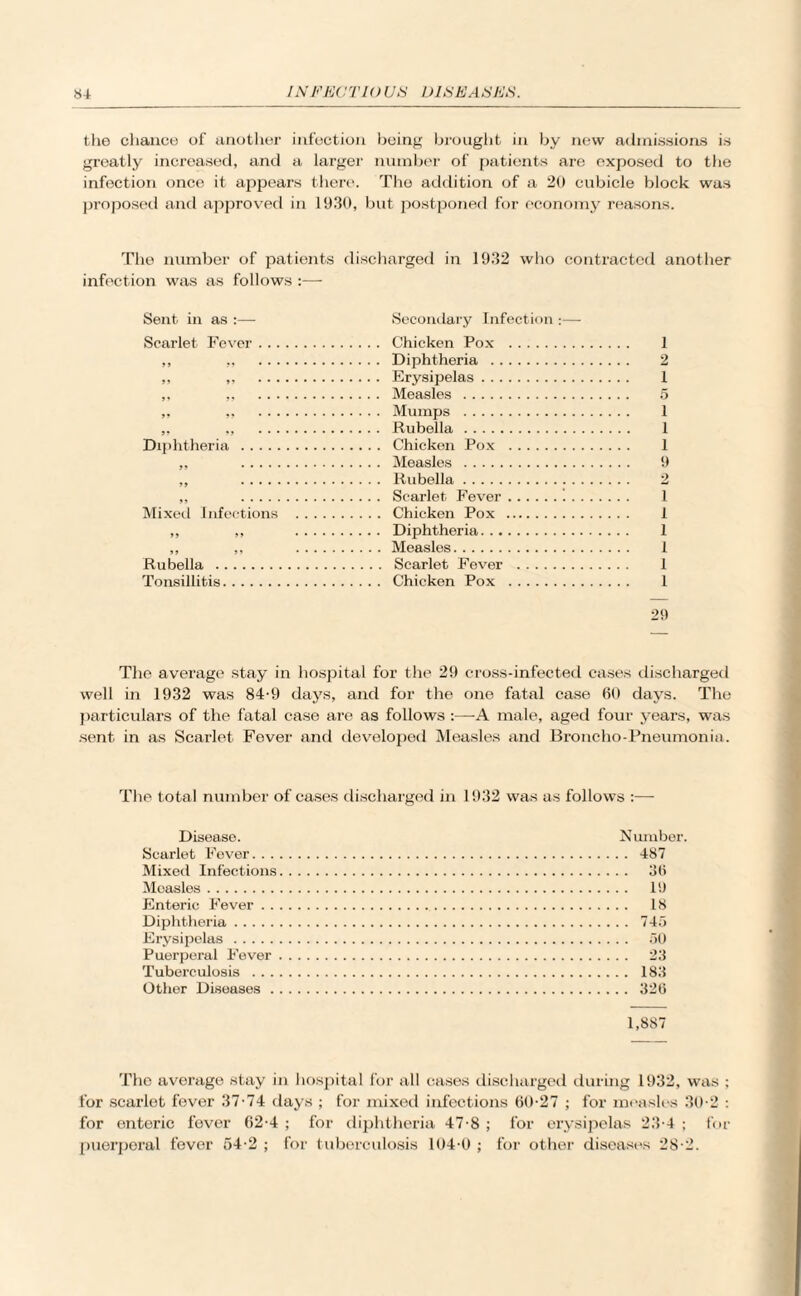 84 INFECTIOUS DISEASES.
the chance of another infection being brought in by new admissions is
greatly increased, and a larger number of patients are exposed to the
infection once it appears there. The addition of a 20 cubicle block was
proposed and approved in 1930, but postponed for economy reasons.
The number of patients discharged in 1932 who contracted another
infection was as follows :—
Sent in as :— Secondary Infection :—
Scarlet Fever . . . . . . . . . . . . . . . Chicken Pox . . . . . . . . . . . . . . 1
,, ,, . . . . . . . . . . . . . . . Diphtheria . . . . . . . . . . . . . . 2
,, ,, . . . . . . . . . . . . . . . Erysipelas . . . . . . . . . . . . . . 1
,, ,, . . . . . . . . . . . . . . . Measles . . . . . . . . . . . . . . 5
,, ,, . . . . . . . . . . . . . . . Mumps . . . . . . . . . . . . . . 1
,, ,, . . . . . . . . . . . . . . . Rubella . . . . . . . . . . . . . . 1
Diphtheria . . . . . . . . . . . . . . . Chicken Pox . . . . . . . . . . . . . . 1
,, . . . . . . . . . . . . . . . Measles . . . . . . . . . . . . . . 9
,, . . . . . . . . . . . . . . . Rubella . . . . . . . . . . . . . . 2
,, . . . . . . . . . . . . . . . Scarlet Fever . . . . . . . . . . . . . . 1
Mixed Infections . . . . . . . . . . Chicken Pox . . . . . . . . . . . . . . 1
,, ,, . . . . . . . . . . Diphtheria . . . . . . . . . . . . . . 1
,, ,, . . . . . . . . . . Measles . . . . . . . . . . . . . . 1
Rubella . . . . . . . . . . . . . . . Scarlet Fever . . . . . . . . . . . . . . 1
Tonsillitis . . . . . . . . . . . . . . . Chicken Pox . . . . . . . . . . . . . . 1
29
The average stay in hospital for the 29 cross-infected cases discharged
well in 1932 was 84·9 days, and for the one fatal case 60 days. The
particulars of the fatal case are as follows :—A male, aged four years, was
sent in as Scarlet Fever and developed Measles and Broncho-Pneumonia.
The total number of cases discharged in 1932 was as follows :—
Disease. Number.
Scarlet Fever . . . . . . . . . . . . . . . . . . . . 487
Mixed Infections . . . . . . . . . . . . . . . . . . . . 36
Measles . . . . . . . . . . . . . . . . . . . . 19
Enteric Fever . . . . . . . . . . . . . . . . . . . . 18
Diphtheria . . . . . . . . . . . . . . . . . . . . 745
Erysipelas . . . . . . . . . . . . . . . . . . . . 50
Puerperal Fever . . . . . . . . . . . . . . . . . . . . 23
Tuberculosis . . . . . . . . . . . . . . . . . . . . 183
Other Diseases . . . . . . . . . . . . . . . . . . . . 326
1,887
The average stay in hospital for all cases discharged during 1932, was ;
for scarlet fever 37·74 days ; for mixed infections 60·27 ; for measles 30·2 :
for enteric fever 62·4 ; for diphtheria 47·8 ; for erysipelas 23·4 ; for
puerperal fever 54·2 ; for tuberculosis 104·0 ; for other diseases 28·2.